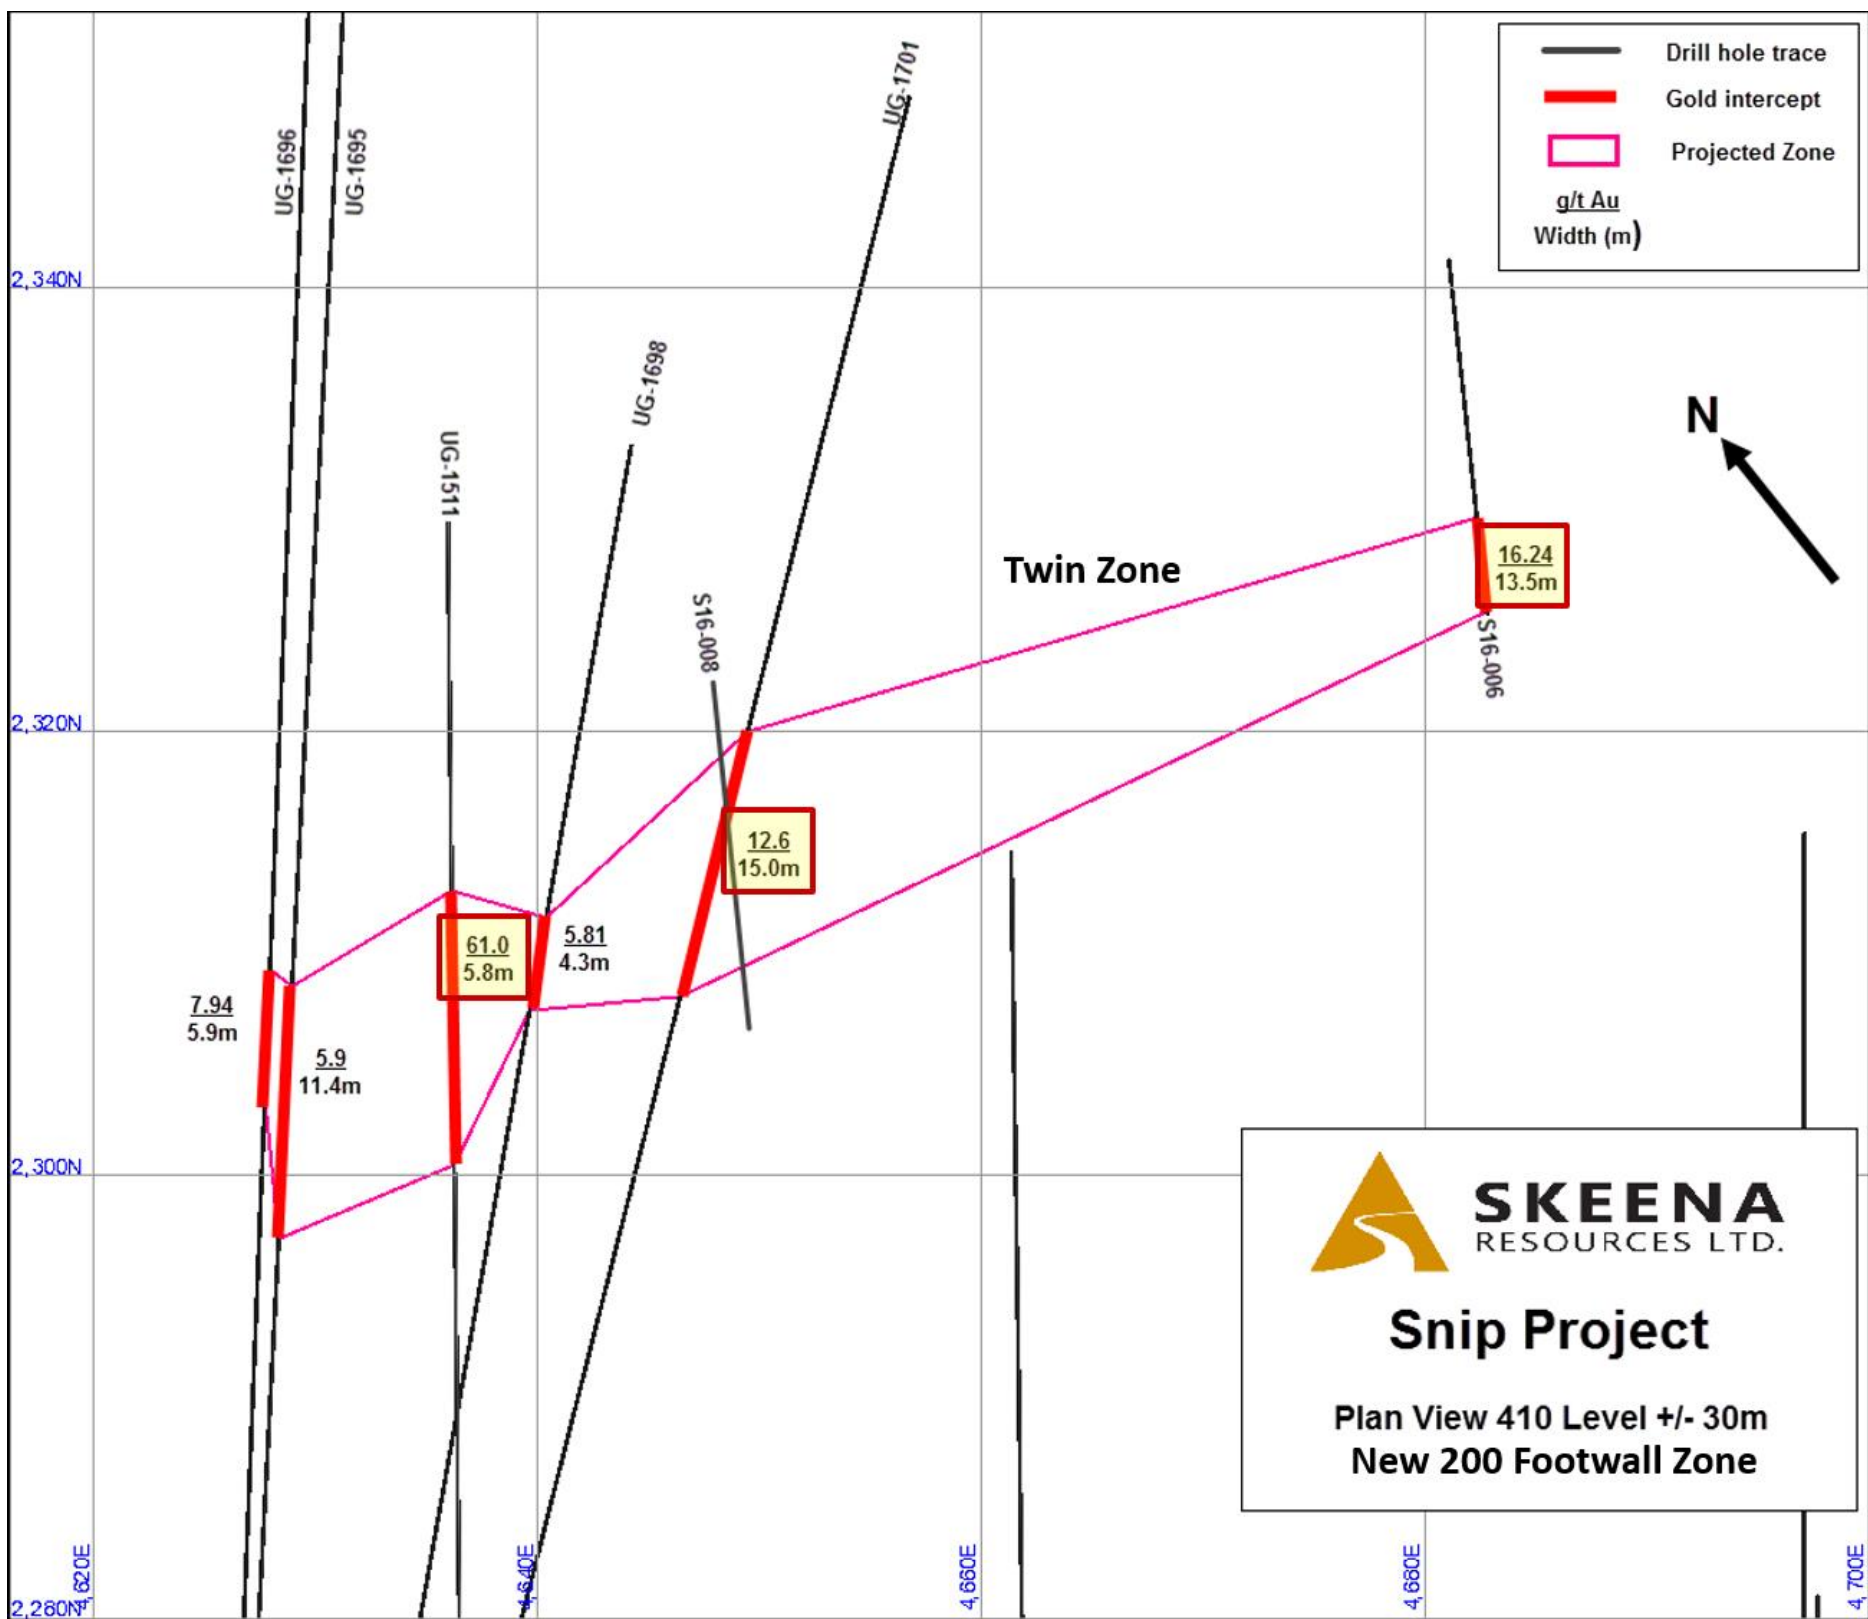 Drill hole trace
Gold intercept
Projected Zone
g/t Au
Width (m)
UG-1701
UG-1696
UG-1695
2,340N
UG-1698
N
UG-1511
Twin Zone
16.24
13.5m
S16-008
S16-006
2,320N
12.6
15.0m
61.0
5.8m
5.81
4.3m
7.94
5.9m
5.9
11.4m
2,300N
SKEENA
RESOURCES LTD.
Snip Project
Plan View 410 Level +/- 30m
New 200 Footwall Zone
4,620E
4,640E
4,660E
4,680E
4,700E
2,280N